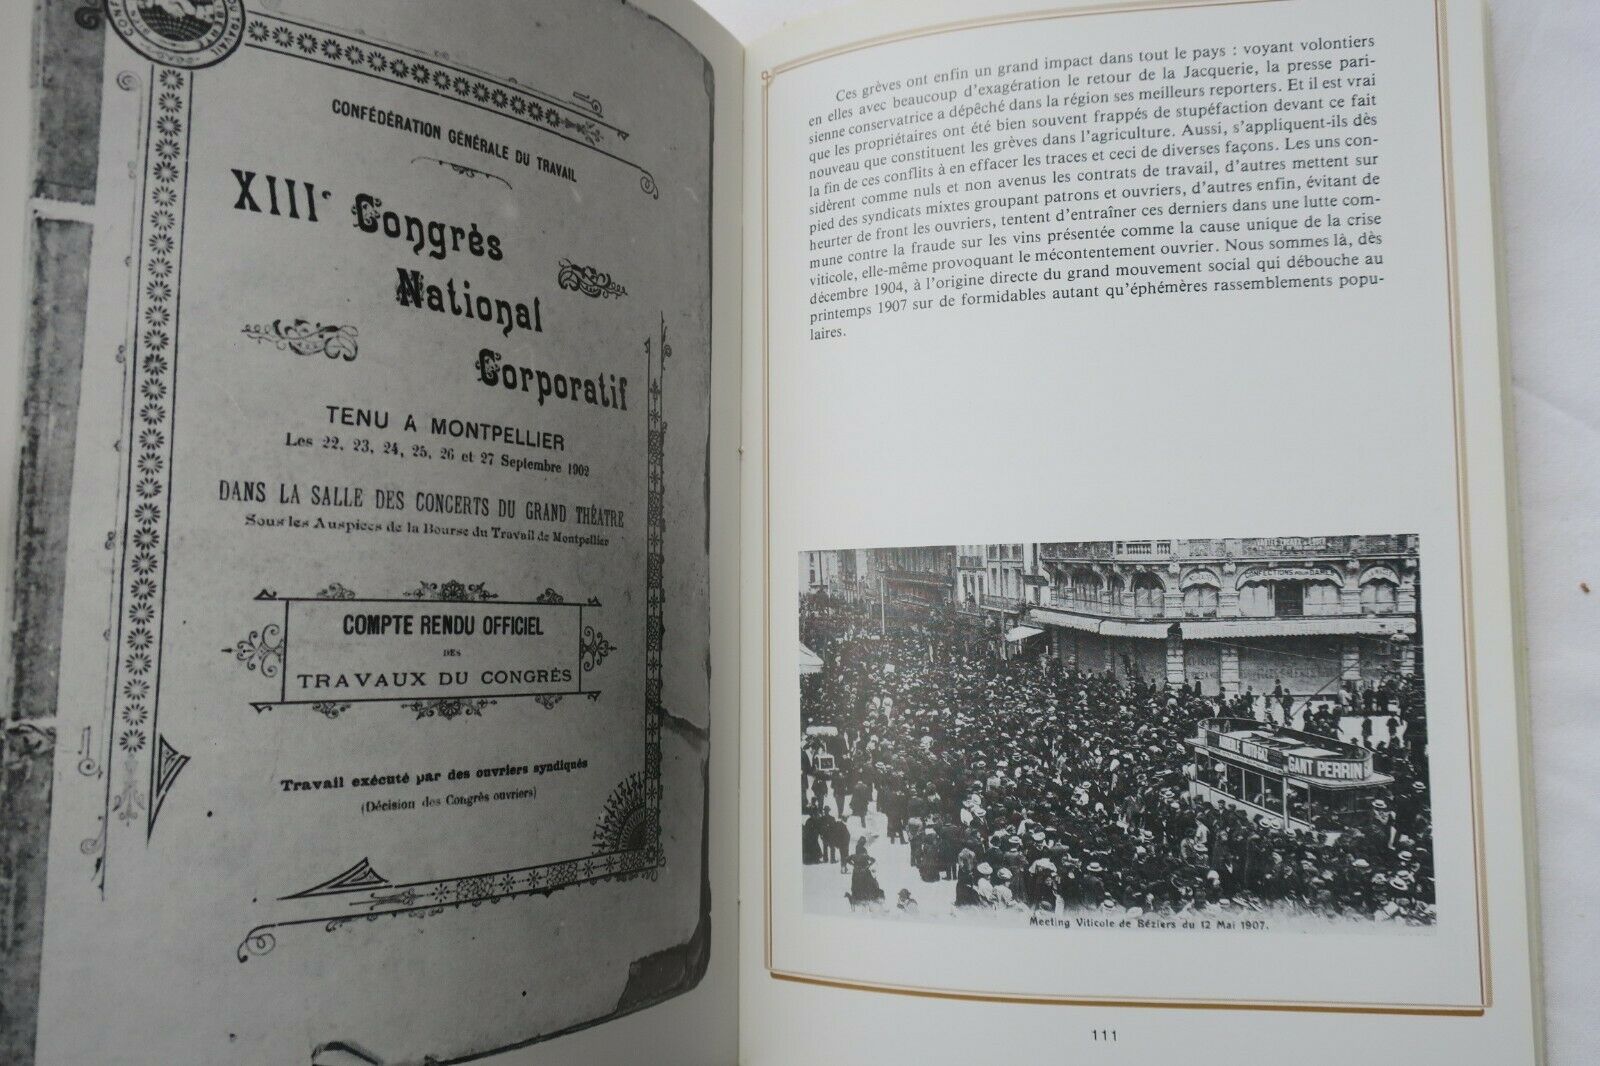 CONFÉDÉRATION GÉNÉRALE DU TRAVAIL
XIIIe Congrès
National
Corporatif
TENU A MONTPELLIER
Les 22, 23, 24, 25, 26 et 27 Septembre 1902
DANS LA SALLE DES CONCERTS DU GRAND THÉATRE
Sous les Auspices de la Bourse du Travail de Montpellier
COMPTE RENDU OFFICIEL
DES
TRAVAUX DU CONGRÈS
Travail exécuté par des ouvriers syndiqués
(Décision des Congrès ouvriers)
Ces grèves ont enfin un grand impact dans tout le pays : voyant volontiers
en elles avec beaucoup d'exagération le retour de la Jacquerie, la presse pari-
sienne conservatrice a dépêché dans la région ses meilleurs reporters. Et il est vrai
que les propriétaires ont été bien souvent frappés de stupéfaction devant ce fait
nouveau que constituent les grèves dans l'agriculture. Aussi, s'appliquent-ils dès
la fin de ces conflits à en effacer les traces et ceci de diverses façons. Les uns con-
sidèrent comme nuls et non avenus les contrats de travail, d'autres mettent sur
pied des syndicats mixtes groupant patrons et ouvriers, d'autres enfin, évitant de
heurter de front les ouvriers, tentent d'entraîner ces derniers dans une lutte com-
mune contre la fraude sur les vins présentée comme la cause unique de la crise
viticole, elle-même provoquant le mécontentement ouvrier. Nous sommes là, dès
décembre 1904, à l'origine directe du grand mouvement social qui débouche au
printemps 1907 sur de formidables autant qu'éphémères rassemblements popu-
laires.
CONFECTIONS POUR DAMES
GANT PERRIN
Meeting Viticole de Béziers du 12 Mai 1907.
111